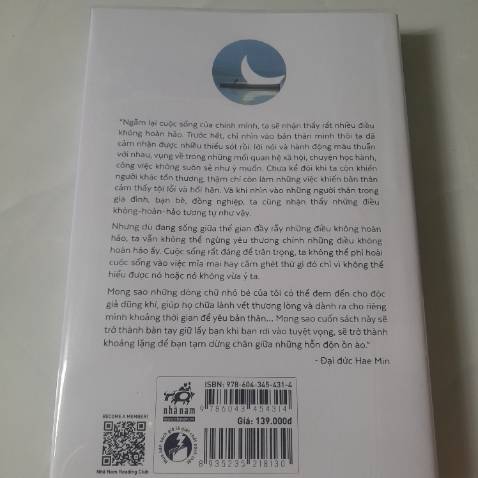 "Ngẫm lại cuộc sống của chính mình, ta sẽ nhận thấy rất nhiều điều
không hoàn hảo. Trước hết, chỉ nhìn vào bản thân mình thôi ta đã
cảm nhận được nhiều thiếu sót rồi: lời nói và hành động mâu thuẫn
với nhau, vụng về trong những mối quan hệ xã hội, chuyện học hành,
công việc không suôn sẻ như ý muốn. Chưa kể đôi khi ta còn khiến
người khác tổn thương, thậm chí còn làm những việc khiến bản thân
cảm thấy tội lỗi và hối hận. Và khi nhìn vào những người thân trong
gia đình, bạn bè, đồng nghiệp, ta cũng nhận thấy những điều
không-hoàn-hảo tương tự như vậy.
Nhưng dù đang sống giữa thế gian đầy rẫy những điều không hoàn
hảo, ta vẫn không thể ngừng yêu thương chính những điều không
hoàn hảo ấy. Cuộc sống rất đáng để trân trọng, ta không thể phí hoài
cuộc sống vào việc mỉa mai hay căm ghét thứ gì đó chỉ vì không thể
hiểu được nó hoặc nó không vừa ý ta.
Mong sao những dòng chữ nhỏ bé của tôi có thể đem đến cho độc
giả dũng khí, giúp họ chữa lành vết thương lòng và dành ra cho riêng
mình khoảng thời gian để yêu bản thân... Mong sao cuốn sách này sẽ
trở thành bàn tay giữ lấy bạn khi bạn rơi vào tuyệt vọng, sẽ trở thành
khoảng lặng để bạn tạm dừng chân giữa những hỗn độn ồn ào."
- Đại đức Hae Min
ISBN: 978-604-345-431-4
9 786043 454314
Giá: 139.000đ
8 935235 218130
nhã nam
BECOME A MEMBER!
Nha Nam Reading Club